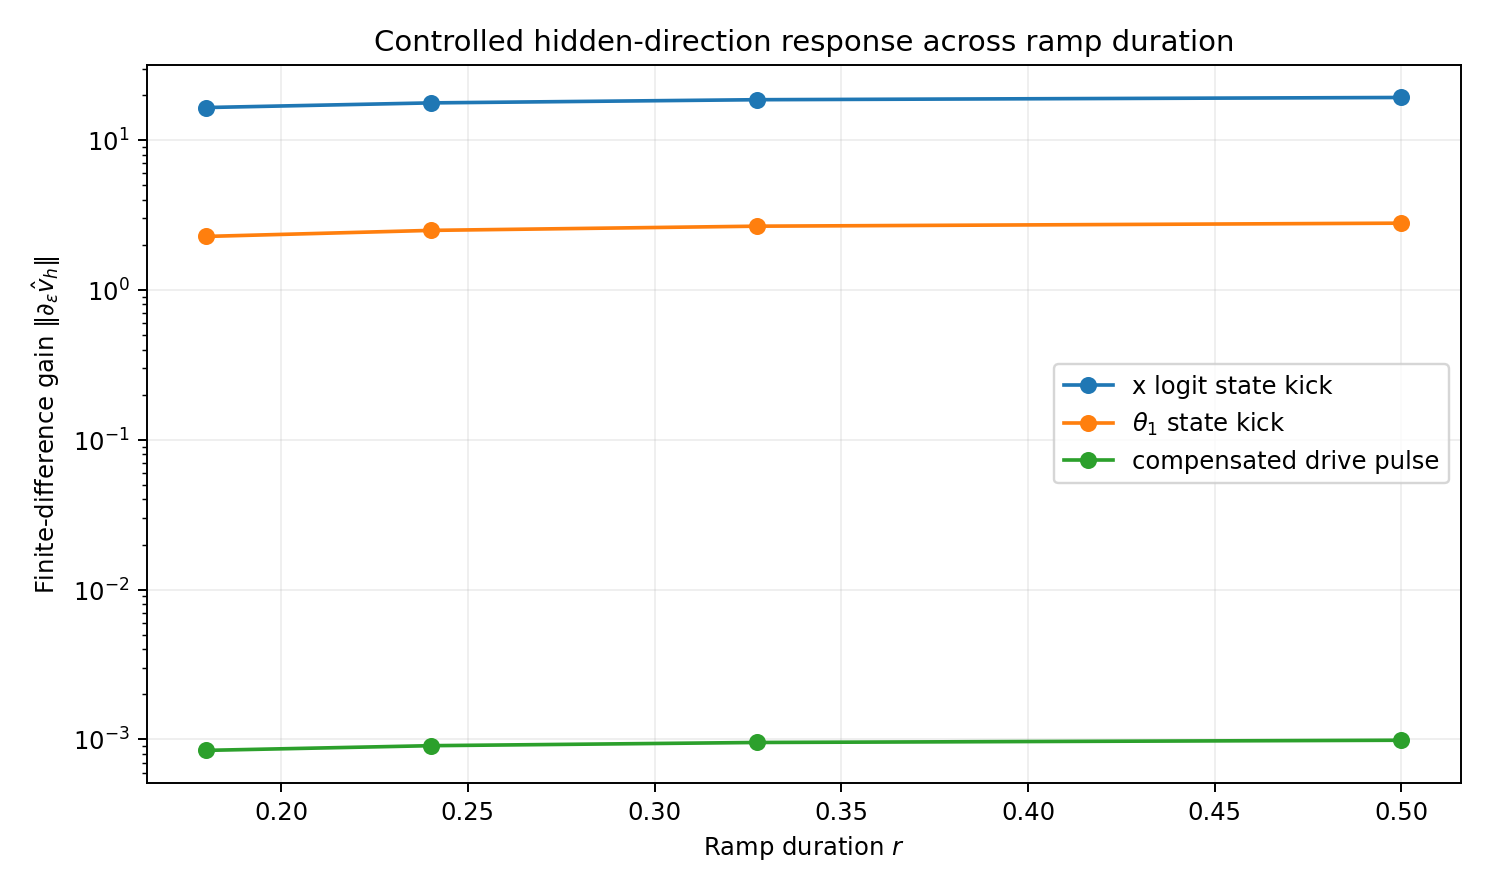 Controlled hidden-direction response across ramp duration
Finite-difference gain ‖∂_ε v̂_h‖
10¹
10⁰
10⁻¹
10⁻²
10⁻³
x logit state kick
θ₁ state kick
compensated drive pulse
0.20 0.25 0.30 0.35 0.40 0.45 0.50
Ramp duration r